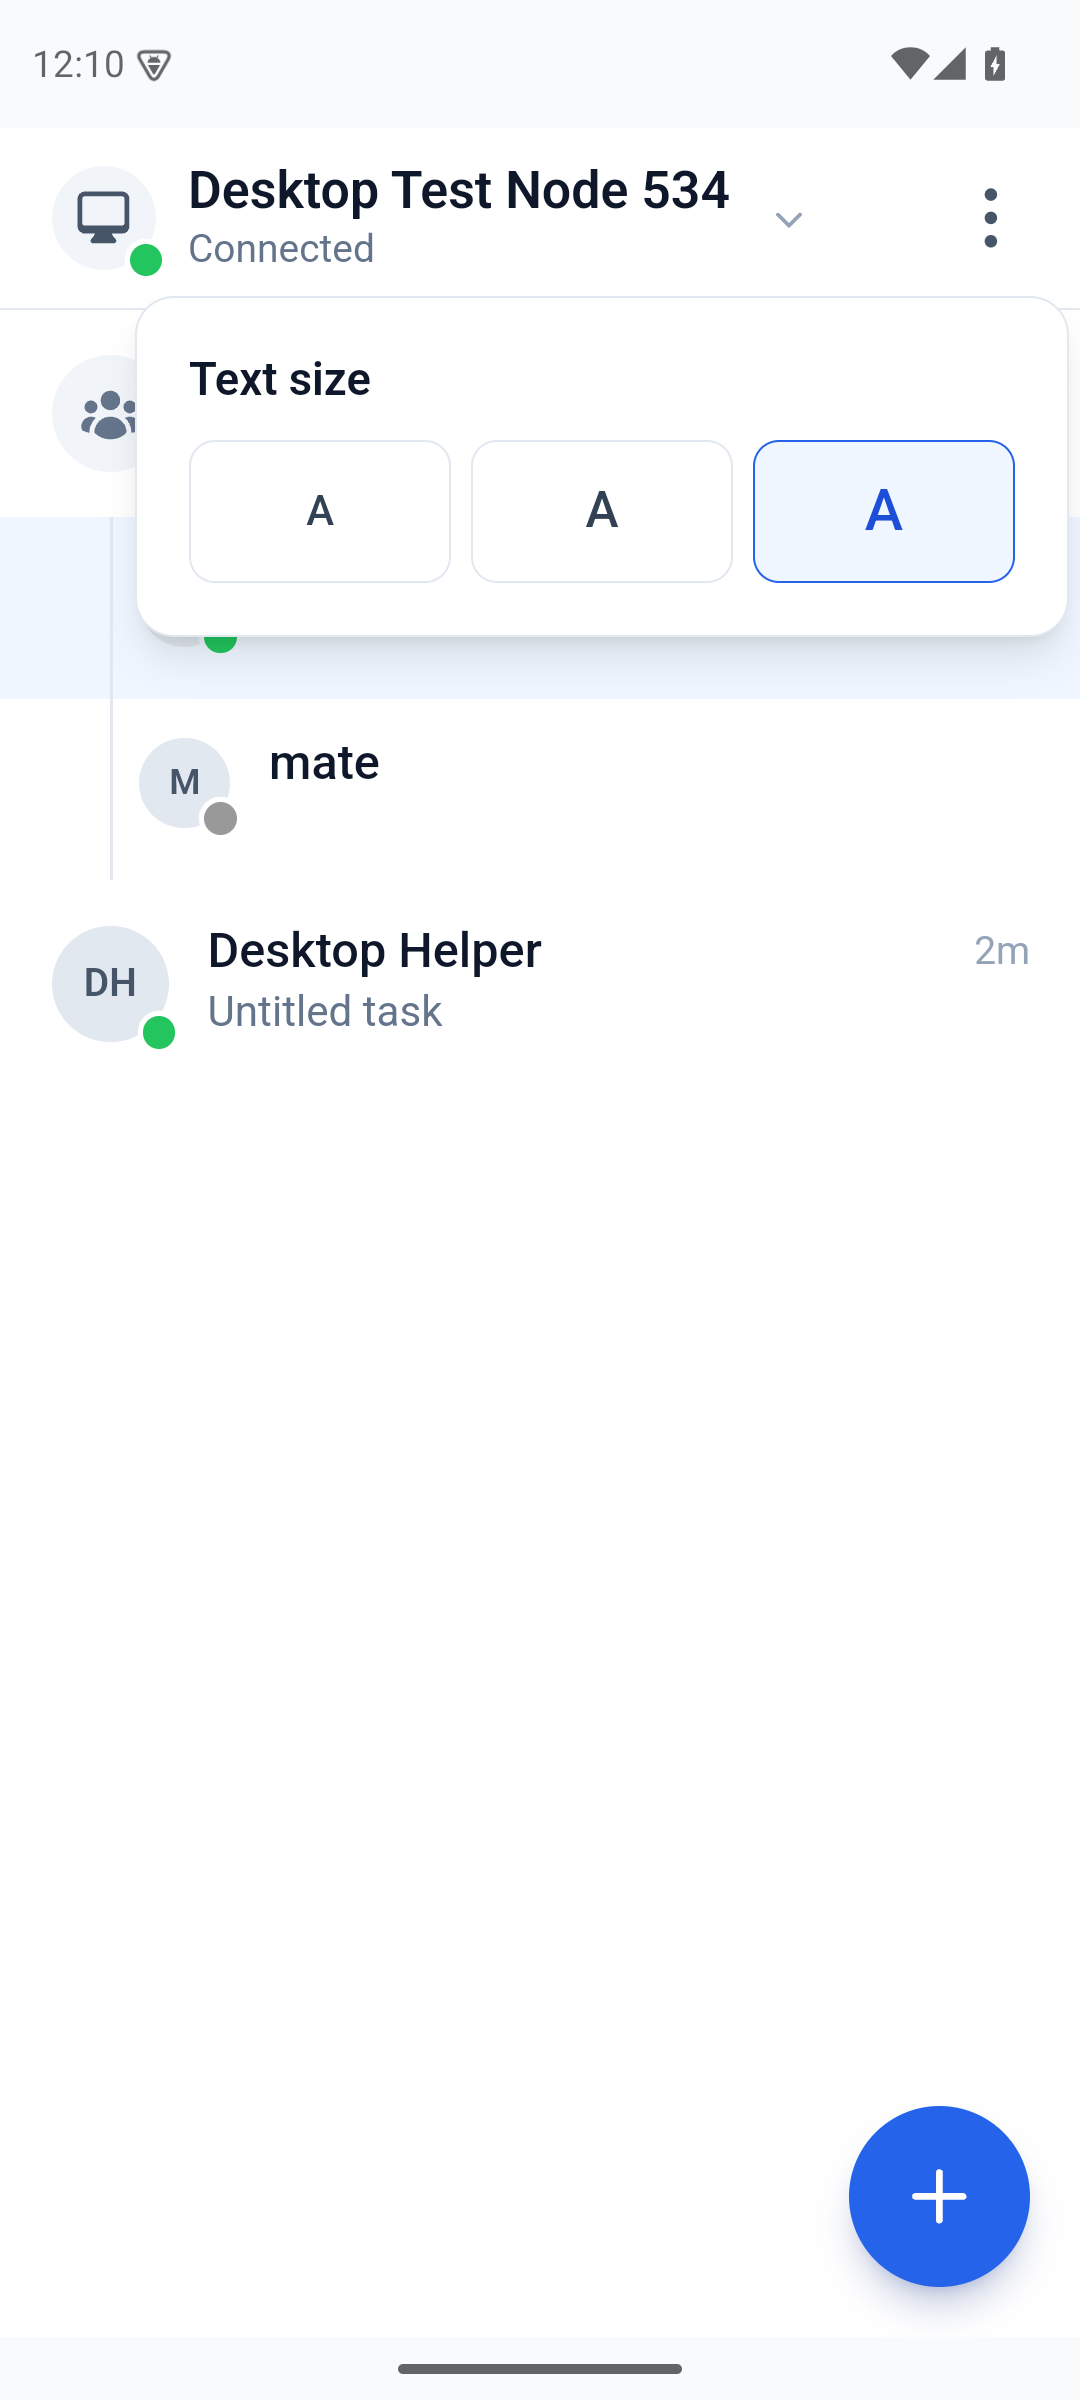 12:10
Desktop Test Node 534
Connected
Text size
A A A
M
mate
DH
Desktop Helper
2m
Untitled task